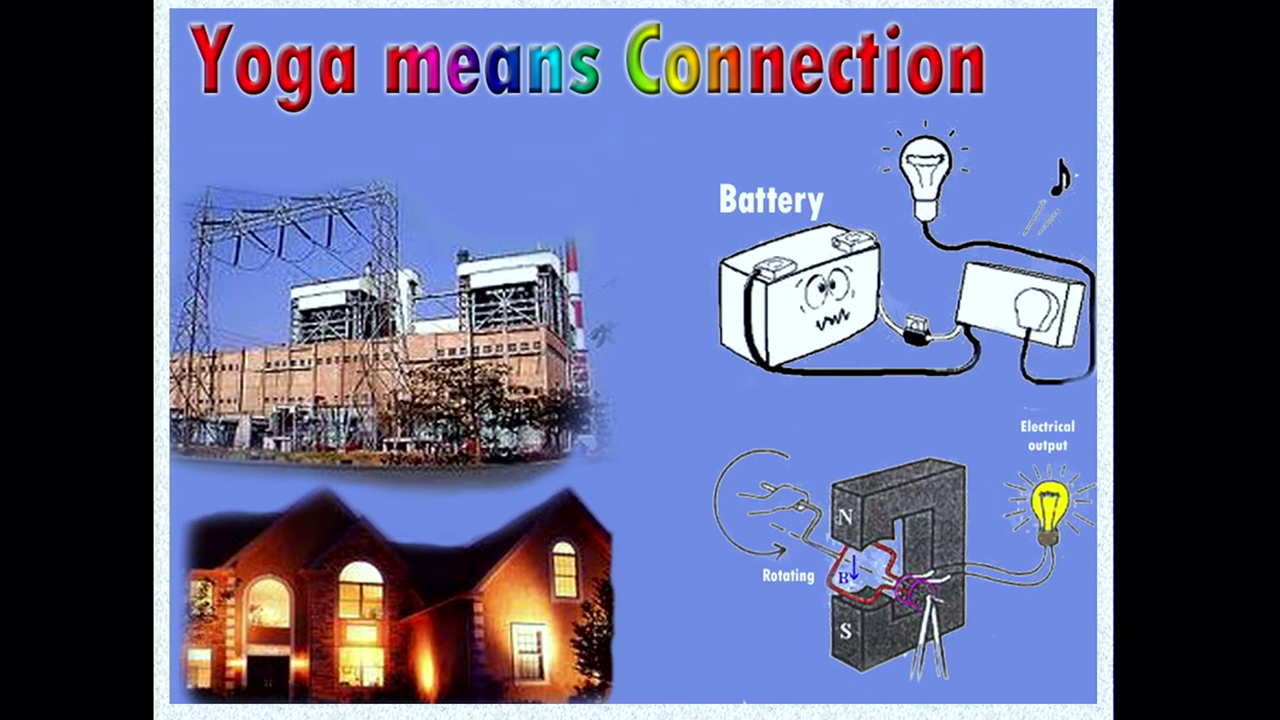 Yoga means Connection
Battery
Electrical
output
N
Rotating
B
S